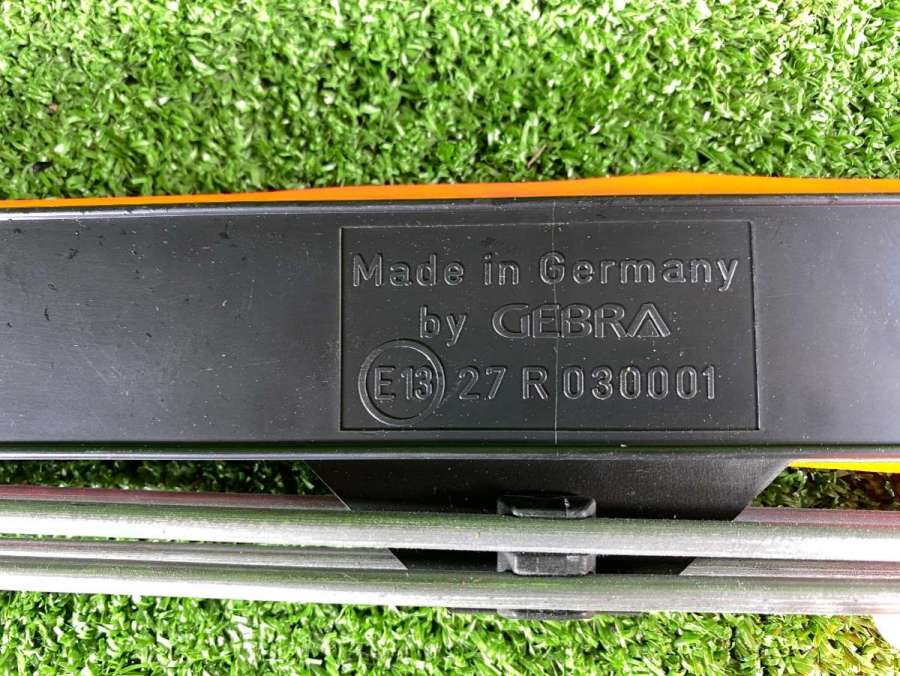 Made in Germany
by GEBRA
E13 27 R 030001